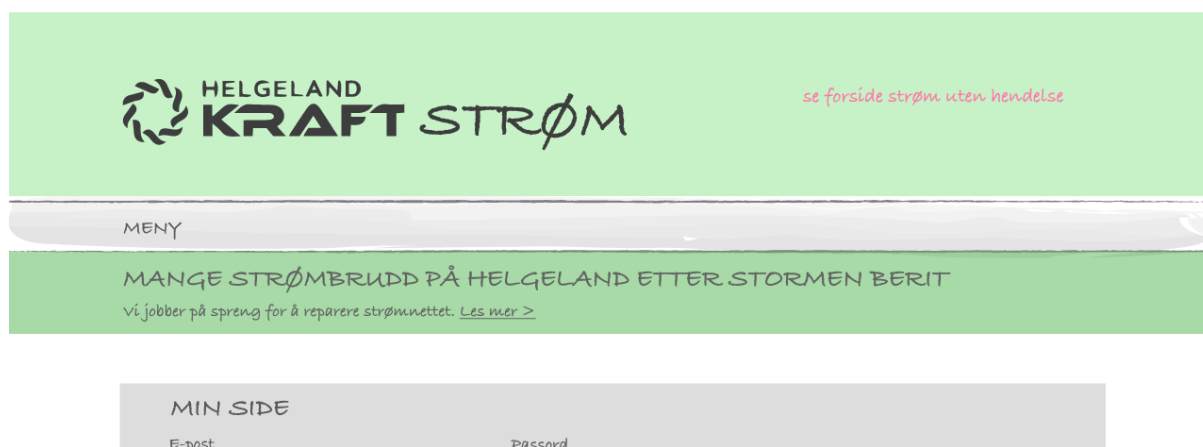 HELGELAND
KRAFT STRØM
se forside strøm uten hendelse
MENY
MANGE STRØMBRUDD PÅ HELGELAND ETTER STORMEN BERIT
Vi jobber på spreng for å reparere strømnettet. Les mer >
MIN SIDE
E-post Passord